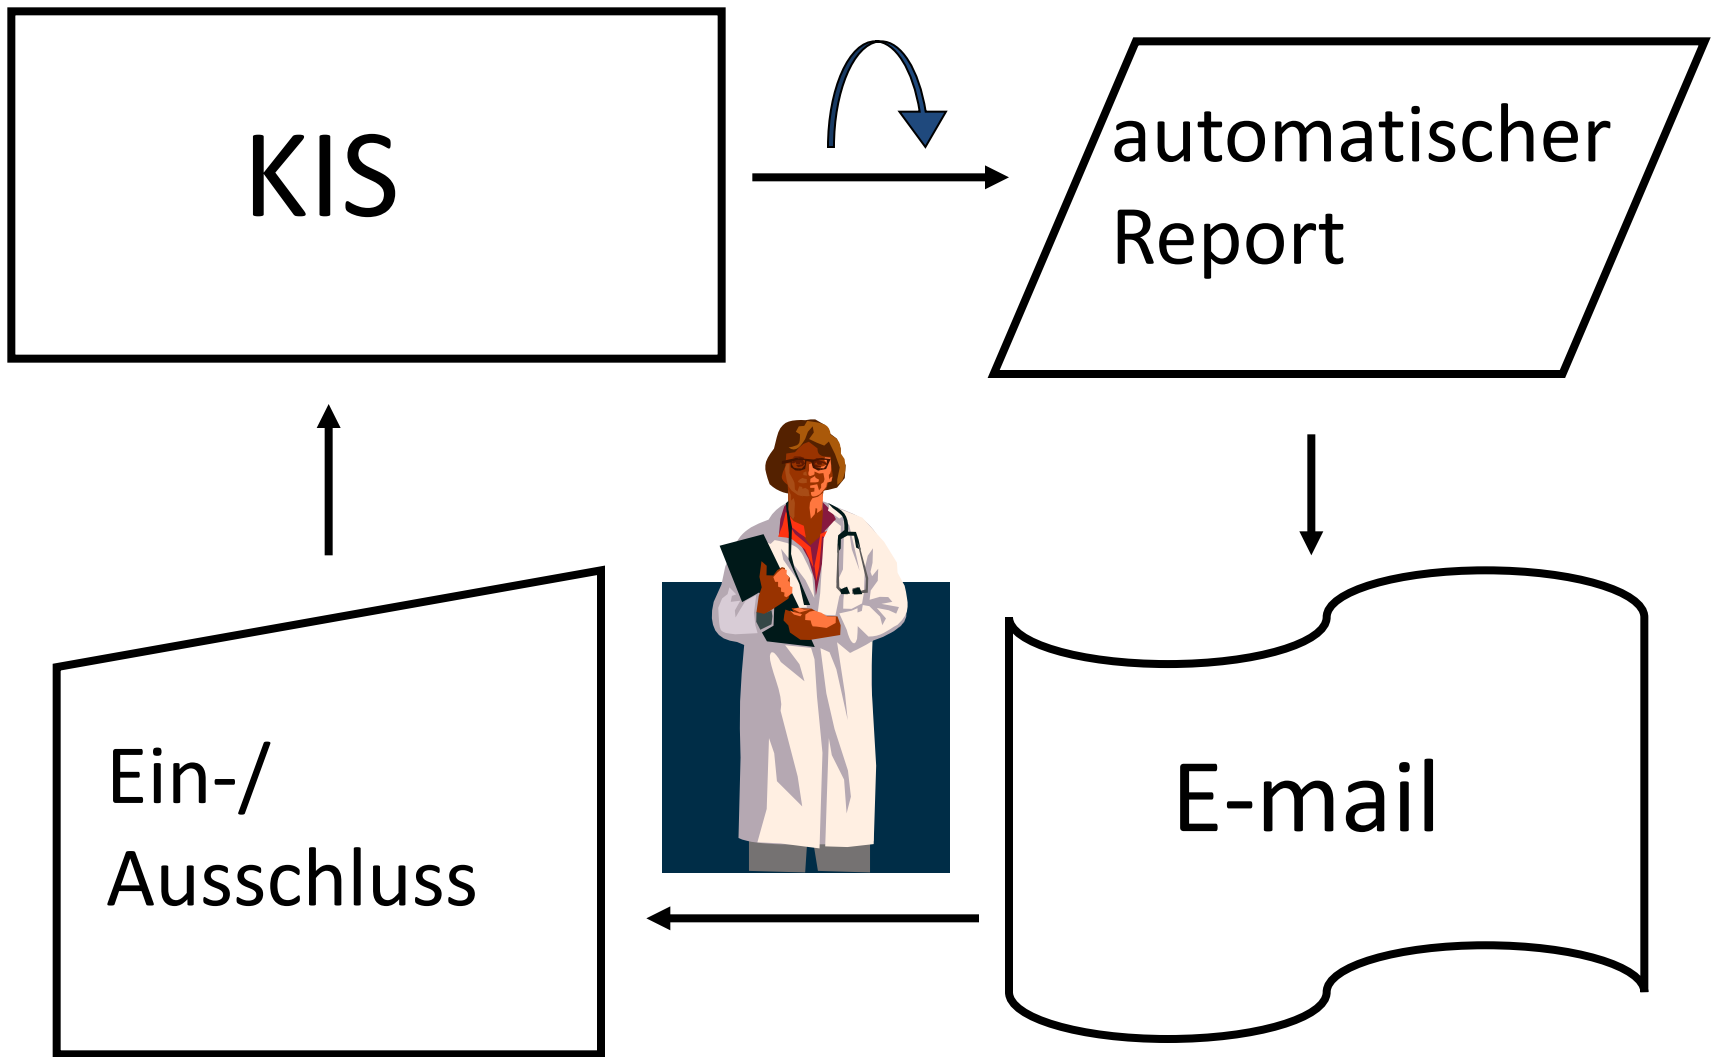 KIS
automatischer
Report
Ein-/
Ausschluss
E-mail